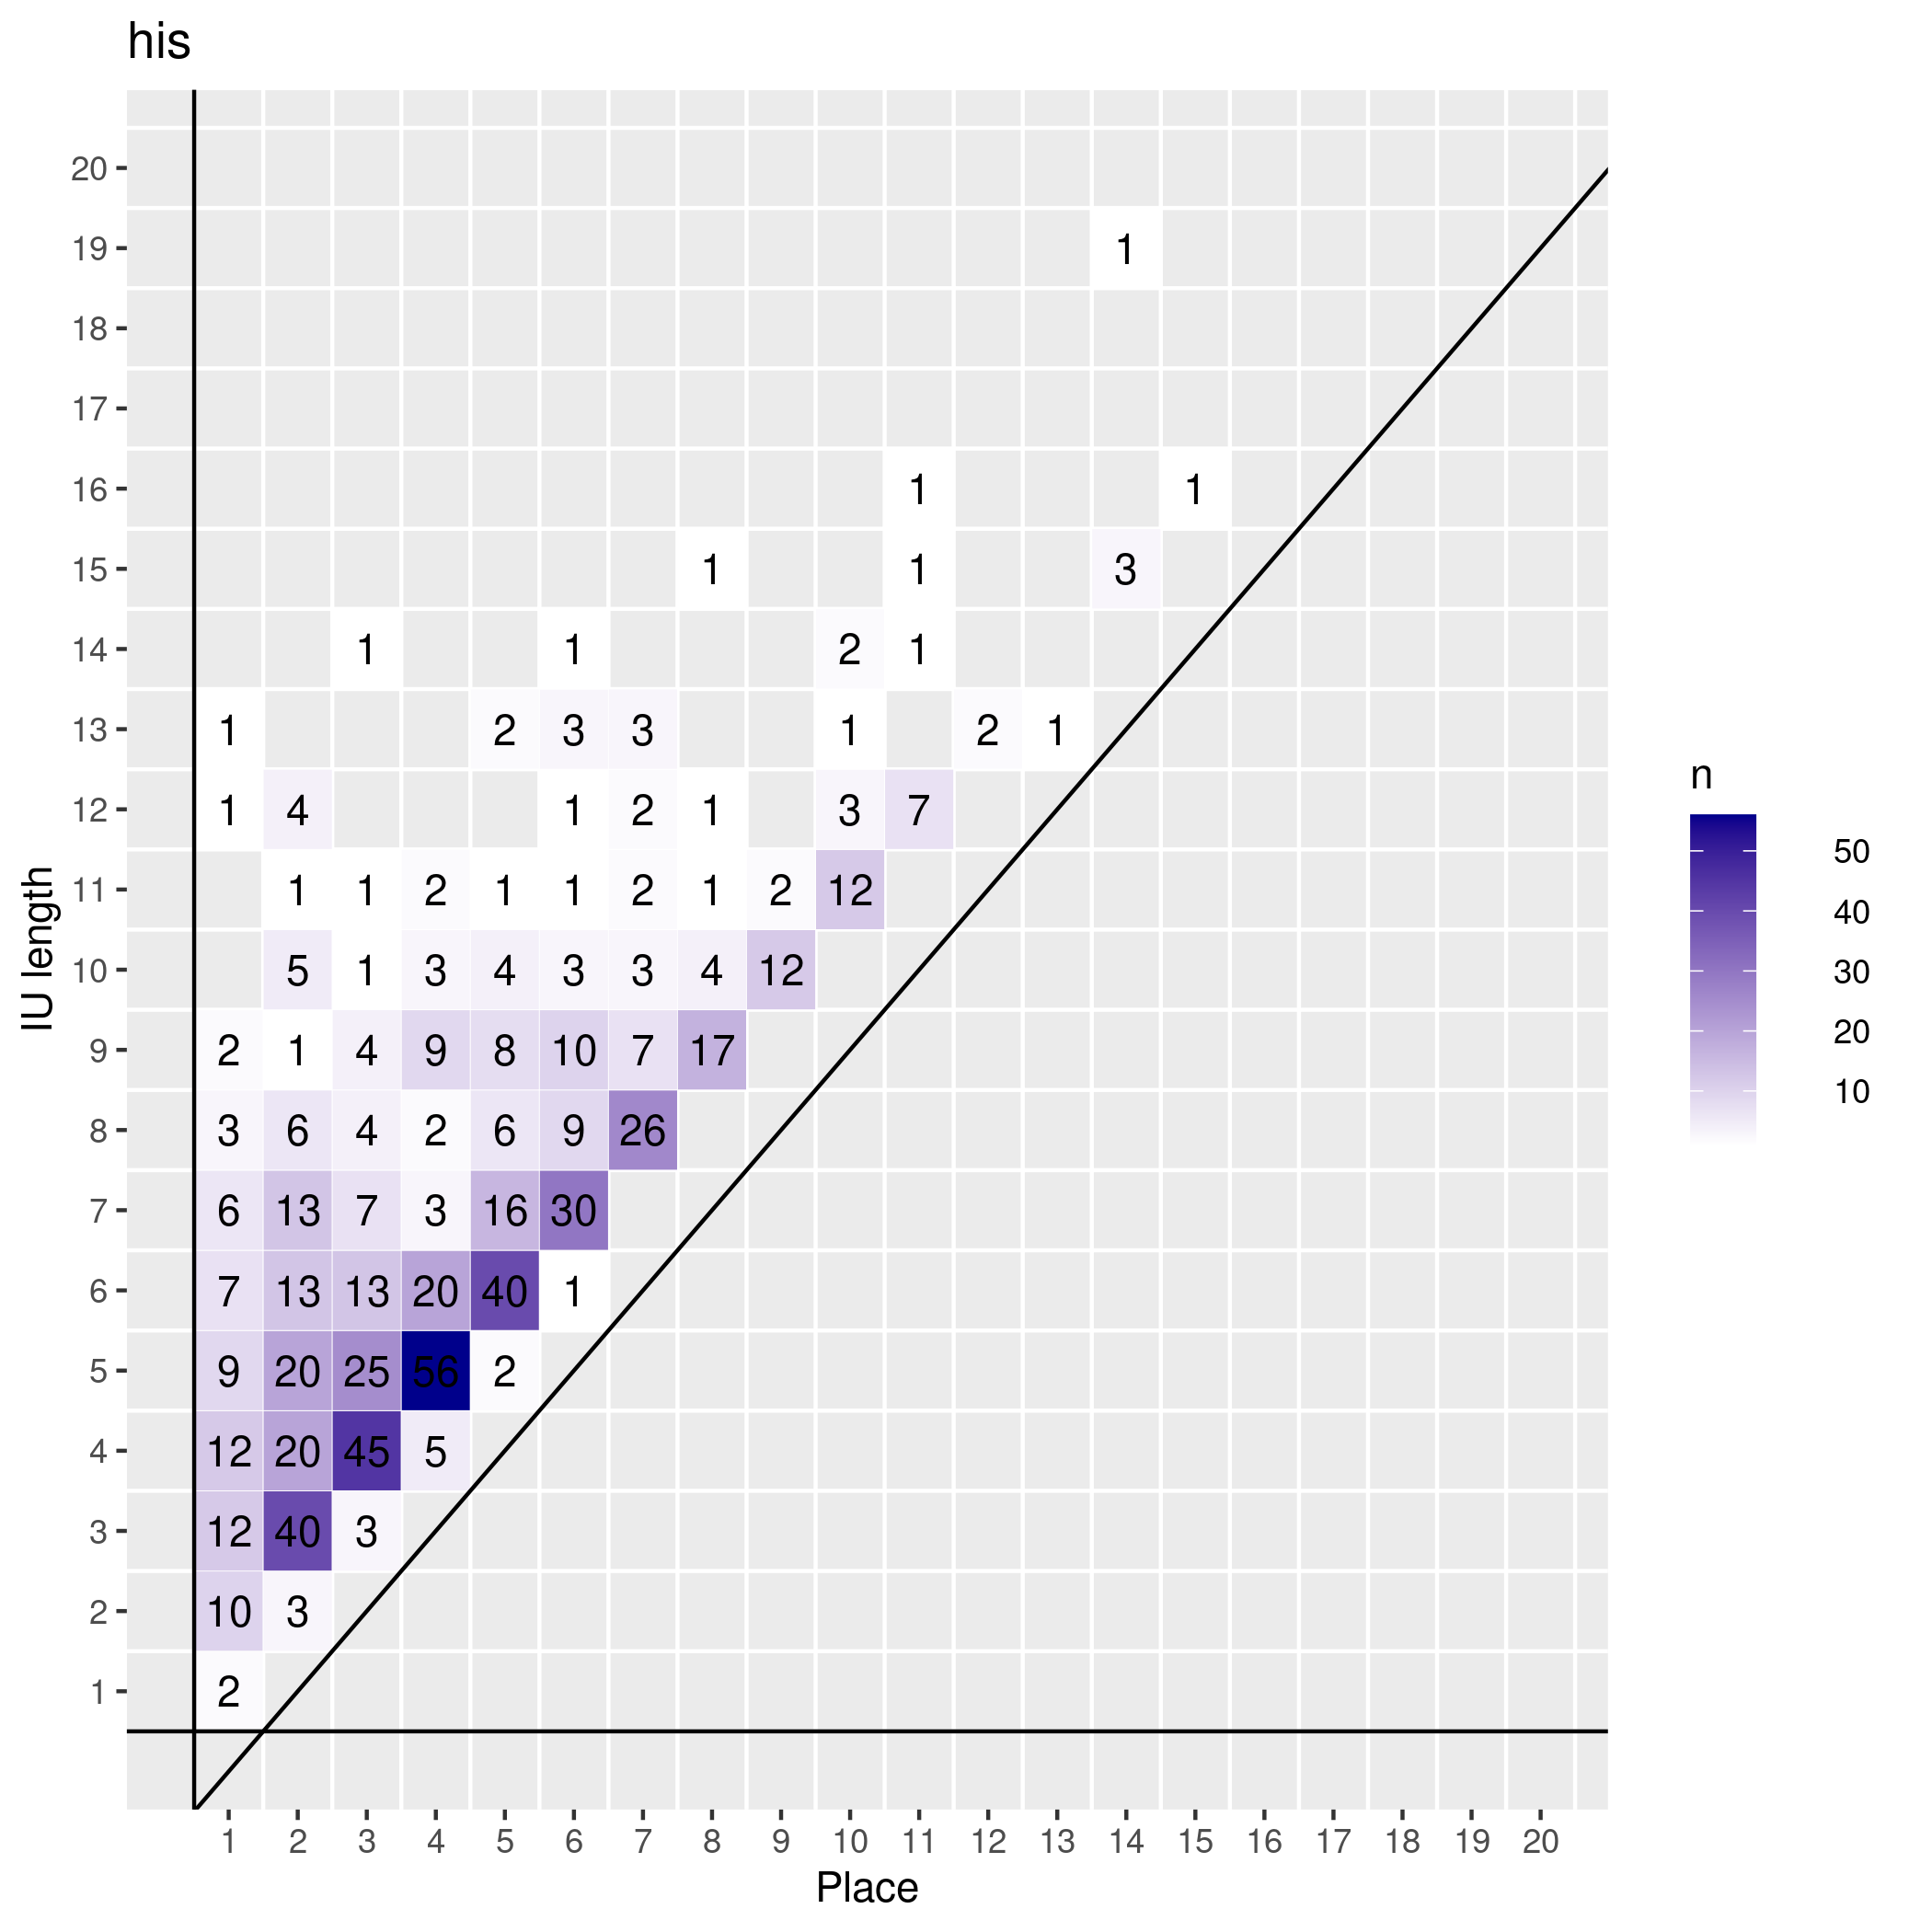 his
20
19 1
18
17
16 1 1
15 1 1 3
14 1 1 2 1
13 1 2 3 3 1 2 1
12 1 4 1 2 1 3 7
11 1 1 2 1 1 2 1 2 12
10 5 1 3 4 3 3 4 12
9 2 1 4 9 8 10 7 17
8 3 6 4 2 6 9 26
7 6 13 7 3 16 30
6 7 13 13 20 40 1
5 9 20 25 56 2
4 12 20 45 5
3 12 40 3
2 10 3
1 2
1 2 3 4 5 6 7 8 9 10 11 12 13 14 15 16 17 18 19 20
Place
IU length
n
50
40
30
20
10